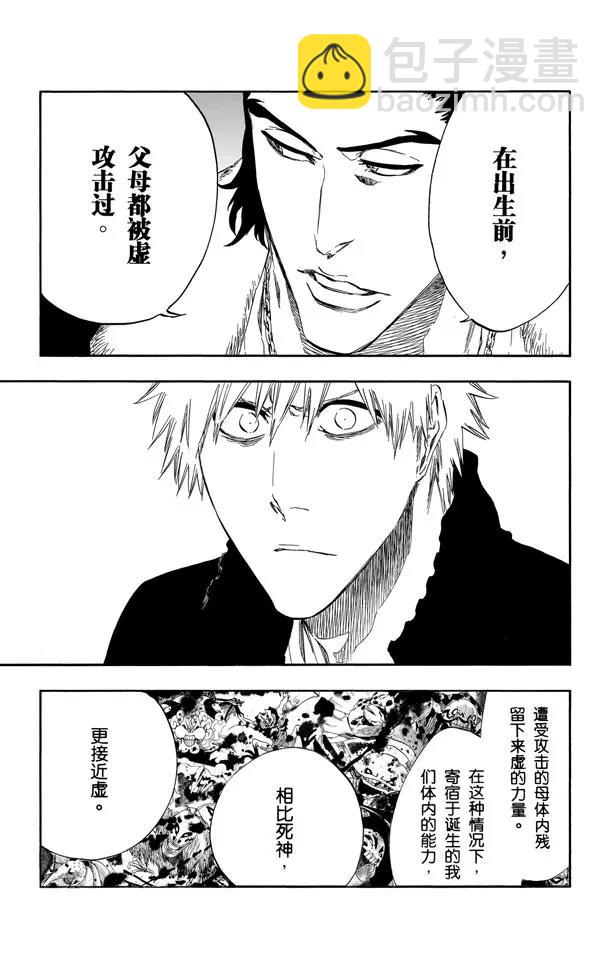 包子漫畫
baozimh.com
在出生前，
父母都被虚
攻击过。
遭受攻击的母体内残
留下来虚的力量。
在这种情况下，
寄宿于诞生的我
们体内的能力，
相比死神，
更接近虚。